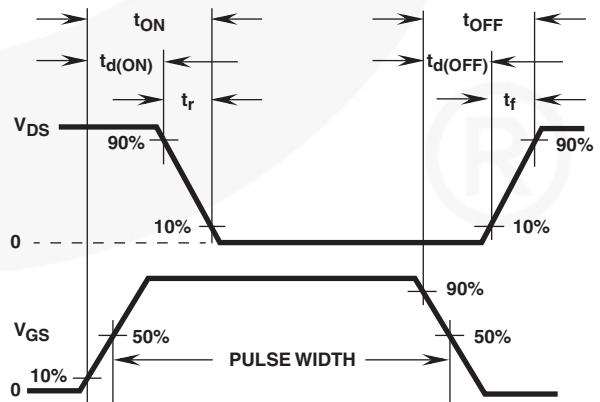 tON
tOFF
td(ON)
td(OFF)
tr
tf
VDS
90%
90%
10%
10%
0
90%
VGS
50%
50%
PULSE WIDTH
10%
0
®